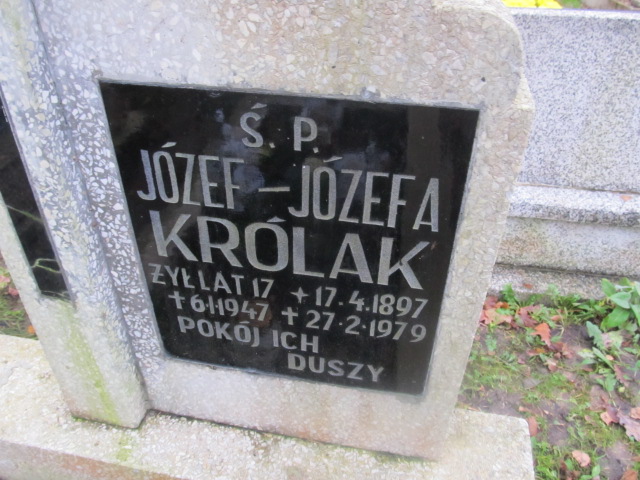 Ś. P.
JÓZEF – JÓZEFA
KRÓLAK
ŻYŁ LAT 17 + 17.4.1897
+ 6.1.1947 + 27.2.1979
POKÓJ ICH
DUSZY